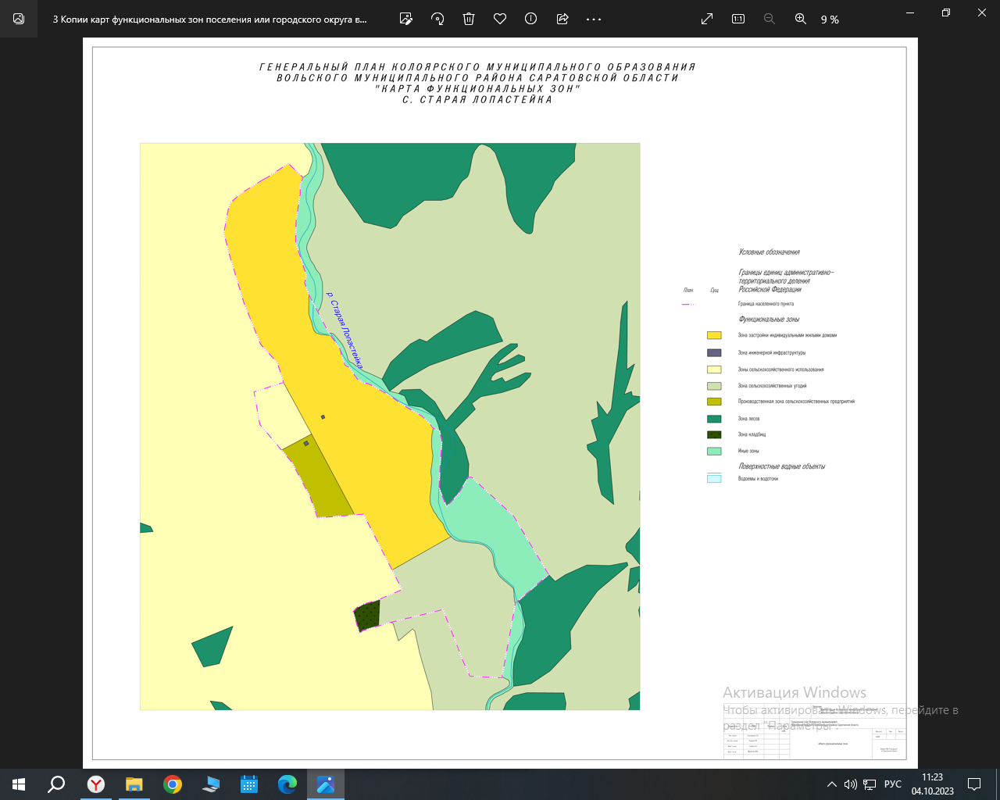 3 Копии карт функциональных зон поселения или городского округа в...
9 %
ГЕНЕРАЛЬНЫЙ ПЛАН КОЛОЯРСКОГО МУНИЦИПАЛЬНОГО ОБРАЗОВАНИЯ
ВОЛЬСКОГО МУНИЦИПАЛЬНОГО РАЙОНА САРАТОВСКОЙ ОБЛАСТИ
"КАРТА ФУНКЦИОНАЛЬНЫХ ЗОН"
С. СТАРАЯ ЛОПАСТЕЙКА
р. Старая Лопастейка
Условные обозначения
Границы единиц административно-
территориального деления
Российской Федерации
План. Сущ.
Граница населенного пункта
Функциональные зоны
Зона застройки индивидуальными жилыми домами
Зона инженерной инфраструктуры
Зоны сельскохозяйственного использования
Зона сельскохозяйственных угодий
Производственная зона сельскохозяйственных предприятий
Зона лесов
Зона кладбищ
Иные зоны
Поверхностные водные объекты
Водоемы и водотоки
Активация Windows
Чтобы активировать Windows, перейдите в
раздел "Параметры".
РУС
11:23
04.10.2023